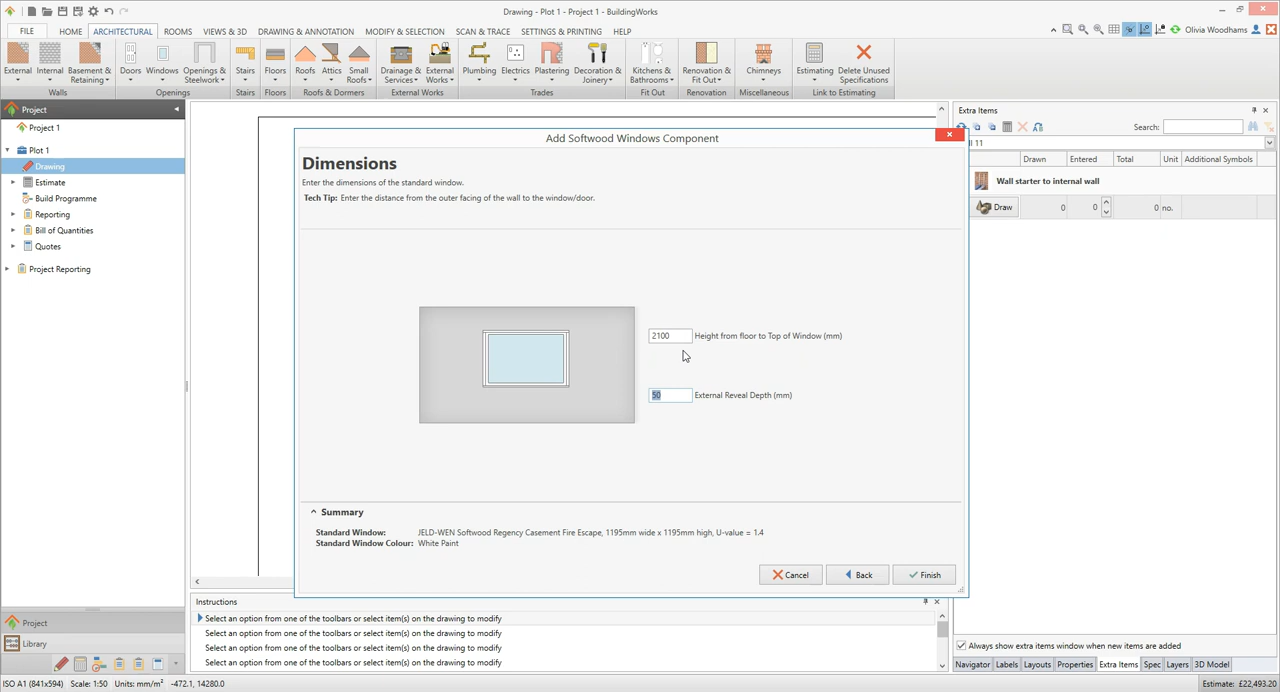 Drawing - Plot 1 - Project 1 - BuildingWorks
FILE HOME ARCHITECTURAL ROOMS VIEWS & 3D DRAWING & ANNOTATION MODIFY & SELECTION SCAN & TRACE SETTING & PRINTING HELP
Olivia Woodhams
External Internal Basement & Retaining Doors Windows Openings & Steelwork Stairs Floors Roofs Attics Small Roofs Drainage & Services External Works Plumbing Electrics Plastering Decoration & Joinery Kitchens & Bathrooms Renovation & Fit Out Chimneys Estimating Delete Unused Specifications
Walls Openings Stairs Floors Roofs & Dormers External Works Trades Fit Out Renovation Miscellaneous Link to Estimating
Project
Project 1
Plot 1
Drawing
Estimate
Build Programme
Reporting
Bill of Quantities
Quotes
Project Reporting
Project
Library
Add Softwood Windows Component
Dimensions
Enter the dimensions of the standard window.
Tech Tip: Enter the distance from the outer facing of the wall to the window/door.
2100 Height from floor to Top of Window (mm)
50 External Reveal Depth (mm)
Summary
Standard Window: JELD-WEN Softwood Regency Casement Fire Escape, 1195mm wide x 1195mm high, U-value = 1.4
Standard Window Colour: White Paint
Cancel Back Finish
Instructions
Select an option from one of the toolbars or select item(s) on the drawing to modify
Select an option from one of the toolbars or select item(s) on the drawing to modify
Select an option from one of the toolbars or select item(s) on the drawing to modify
Select an option from one of the toolbars or select item(s) on the drawing to modify
Extra Items
Search:
ll 11
Drawn Entered Total Unit Additional Symbols
Wall starter to internal wall
Draw 0 0 0 no.
Always show extra items window when new items are added
Navigator Labels Layouts Properties Extra Items Spec Layers 3D Model
ISO A1 (841x594) Scale: 1:50 Units: mm/m² -472.1, 14280.0
Estimate: £22,493.20